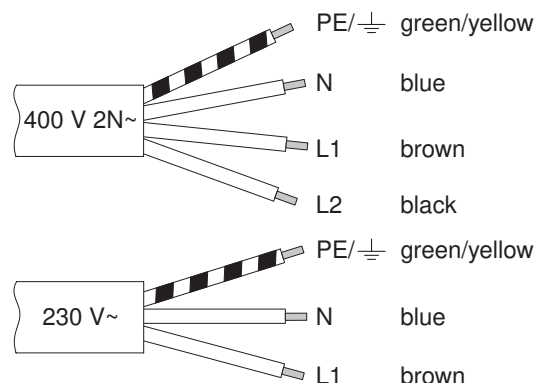 PE/⏚ green/yellow
N blue
400 V 2N~
L1 brown
L2 black
PE/⏚ green/yellow
230 V~
N blue
L1 brown